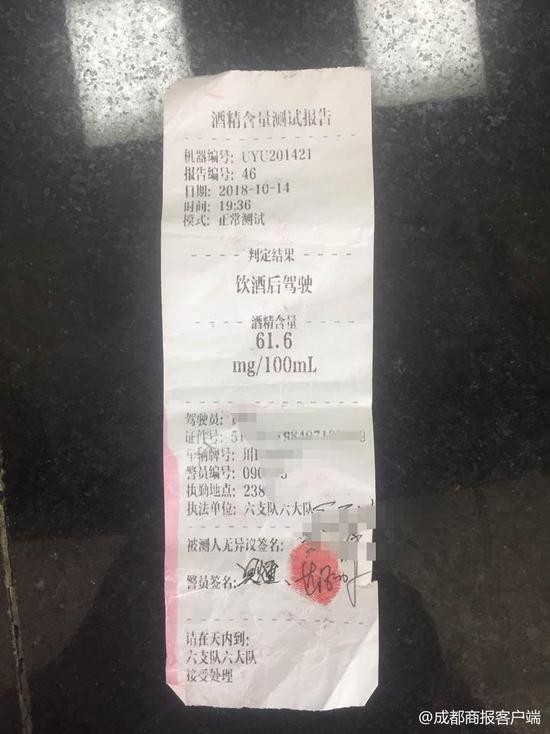 酒精含量测试报告
机器编号: UYU201421
报告编号: 46
日期: 2018-10-14
时间: 19:36
模式: 正常测试
判定结果
饮酒后驾驶
酒精含量
61.6
mg/100mL
驾驶员:
证件号: 51
车辆牌号: 川
警员编号: 090
执勤地点: 238
执法单位: 六支队六大队
被测人无异议签名:
警员签名:
请在天内到:
六支队六大队
接受处理
@成都商报客户端